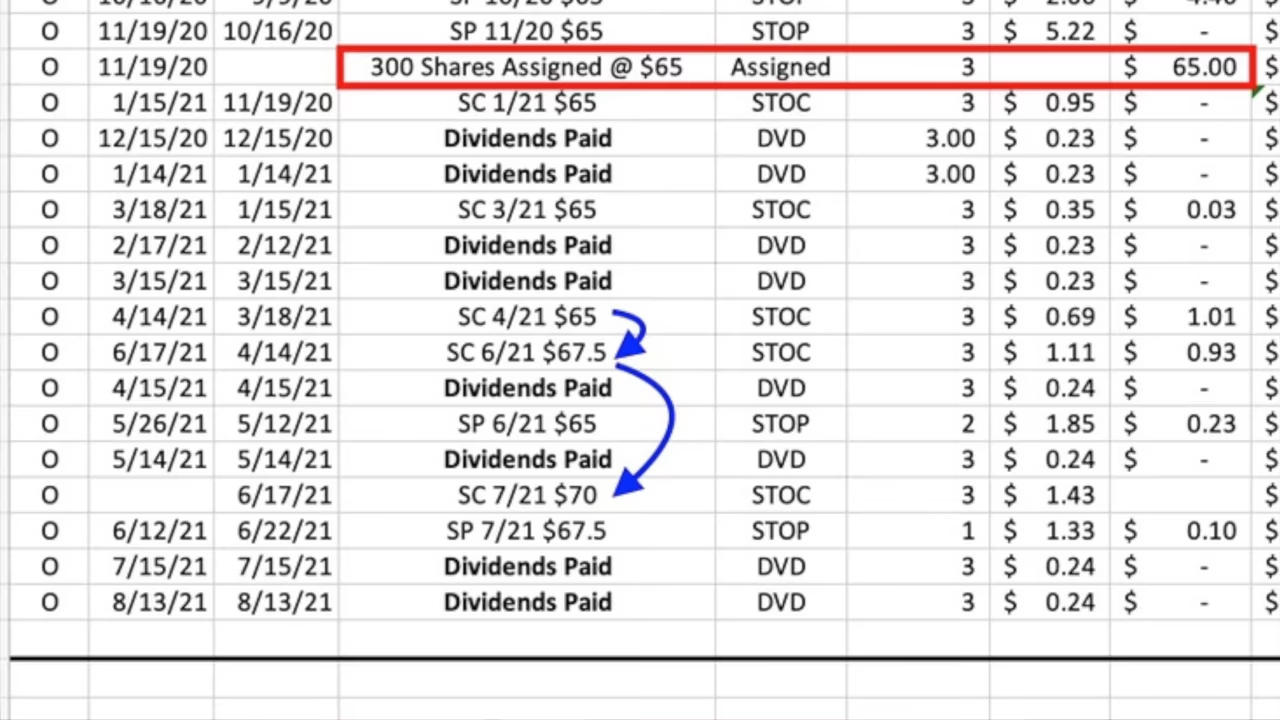 O 11/19/20 10/16/20 SP 11/20 $65 STOP 3 $ 5.22 $ - $
O 11/19/20 300 Shares Assigned @ $65 Assigned 3 $ 65.00 $
O 1/15/21 11/19/20 SC 1/21 $65 STOC 3 $ 0.95 $ - $
O 12/15/20 12/15/20 Dividends Paid DVD 3.00 $ 0.23 $ - $
O 1/14/21 1/14/21 Dividends Paid DVD 3.00 $ 0.23 $ - $
O 3/18/21 1/15/21 SC 3/21 $65 STOC 3 $ 0.35 $ 0.03 $
O 2/17/21 2/12/21 Dividends Paid DVD 3 $ 0.23 $ - $
O 3/15/21 3/15/21 Dividends Paid DVD 3 $ 0.23 $ - $
O 4/14/21 3/18/21 SC 4/21 $65 STOC 3 $ 0.69 $ 1.01 $
O 6/17/21 4/14/21 SC 6/21 $67.5 STOC 3 $ 1.11 $ 0.93 $
O 4/15/21 4/15/21 Dividends Paid DVD 3 $ 0.24 $ - $
O 5/26/21 5/12/21 SP 6/21 $65 STOP 2 $ 1.85 $ 0.23 $
O 5/14/21 5/14/21 Dividends Paid DVD 3 $ 0.24 $ - $
O 6/17/21 SC 7/21 $70 STOC 3 $ 1.43 $
O 6/12/21 6/22/21 SP 7/21 $67.5 STOP 1 $ 1.33 $ 0.10 $
O 7/15/21 7/15/21 Dividends Paid DVD 3 $ 0.24 $ - $
O 8/13/21 8/13/21 Dividends Paid DVD 3 $ 0.24 $ - $